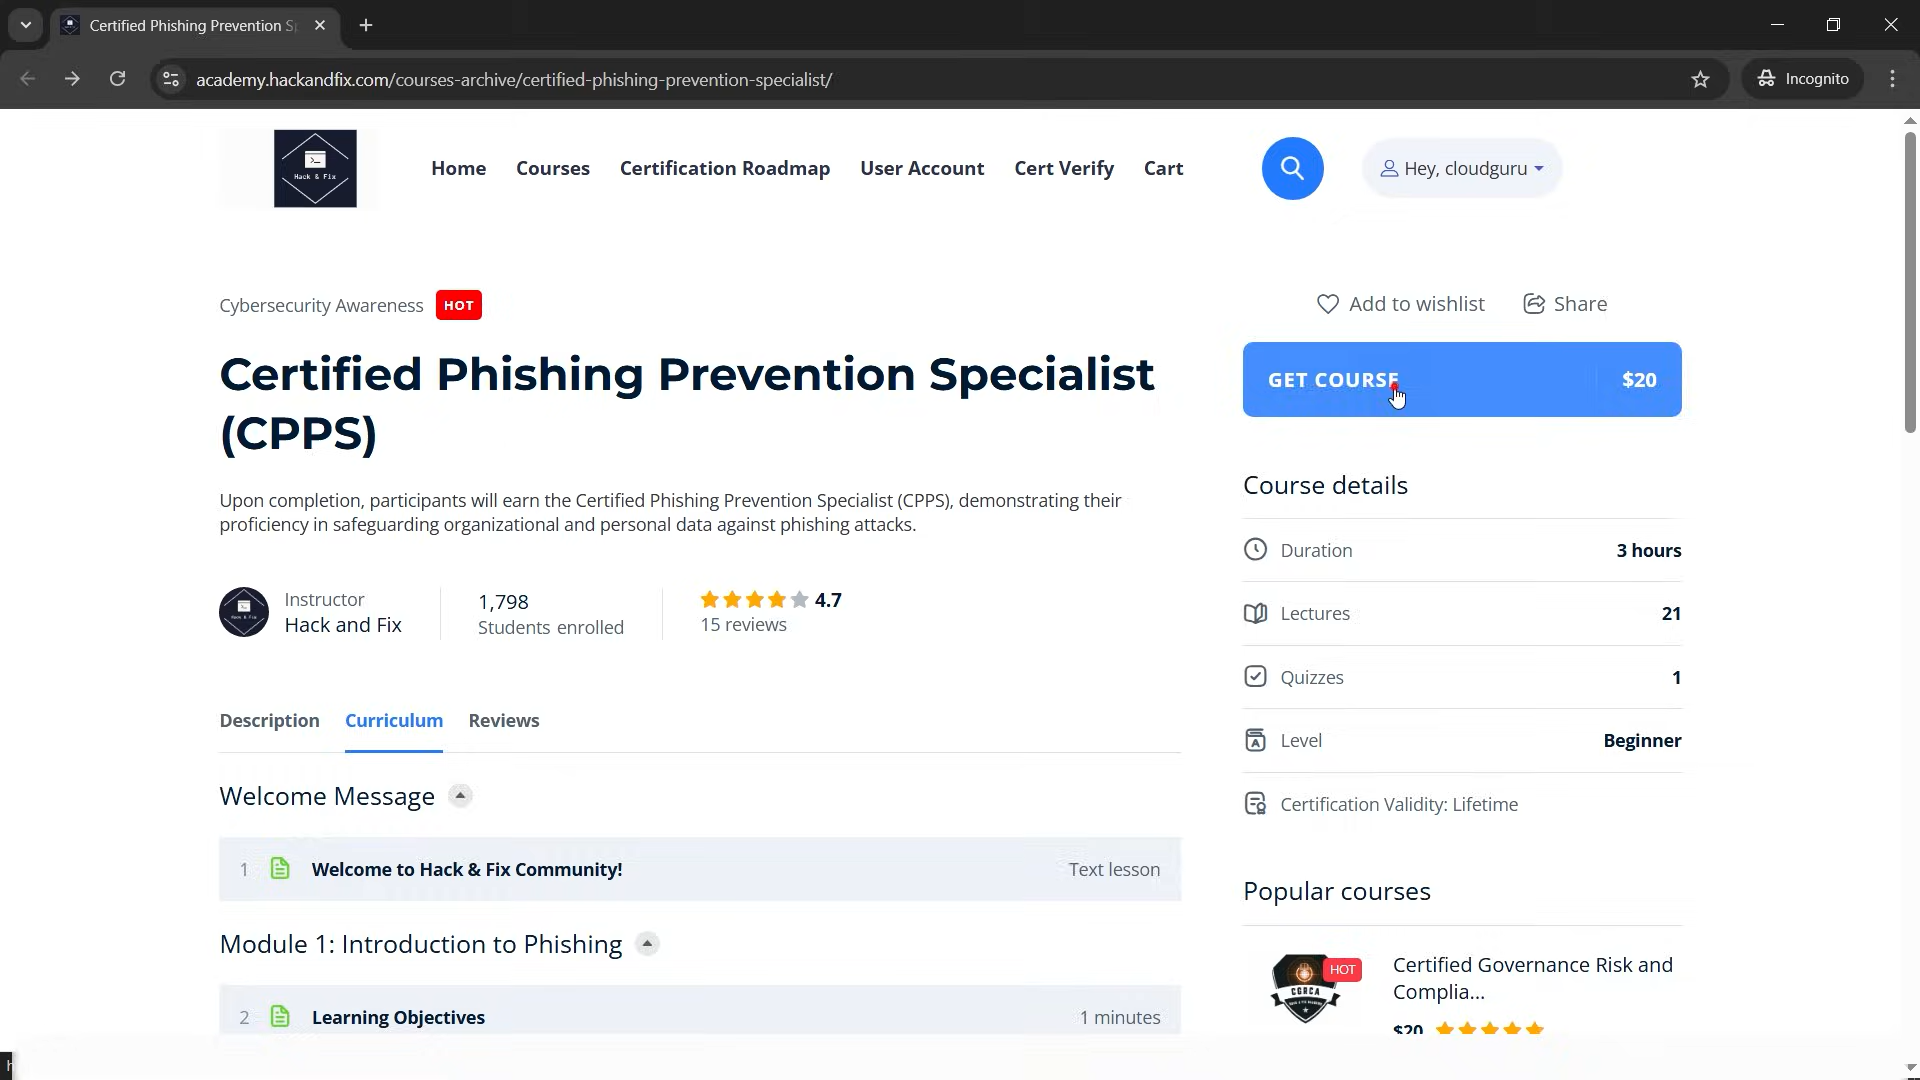 Certified Phishing Prevention S
academy.hackandfix.com/courses-archive/certified-phishing-prevention-specialist/
Incognito
Hack & Fix
Home
Courses
Certification Roadmap
User Account
Cert Verify
Cart
Hey, cloudguru
Cybersecurity Awareness
HOT
Add to wishlist
Share
Certified Phishing Prevention Specialist
(CPPS)
GET COURSE
$20
Upon completion, participants will earn the Certified Phishing Prevention Specialist (CPPS), demonstrating their
proficiency in safeguarding organizational and personal data against phishing attacks.
Instructor
Hack and Fix
1,798
Students enrolled
4.7
15 reviews
Course details
Duration
3 hours
Lectures
21
Quizzes
1
Level
Beginner
Certification Validity: Lifetime
Description
Curriculum
Reviews
Welcome Message
1
Welcome to Hack & Fix Community!
Text lesson
Module 1: Introduction to Phishing
2
Learning Objectives
1 minutes
Popular courses
HOT
CGRCA
Certified Governance Risk and
Complia...
$20